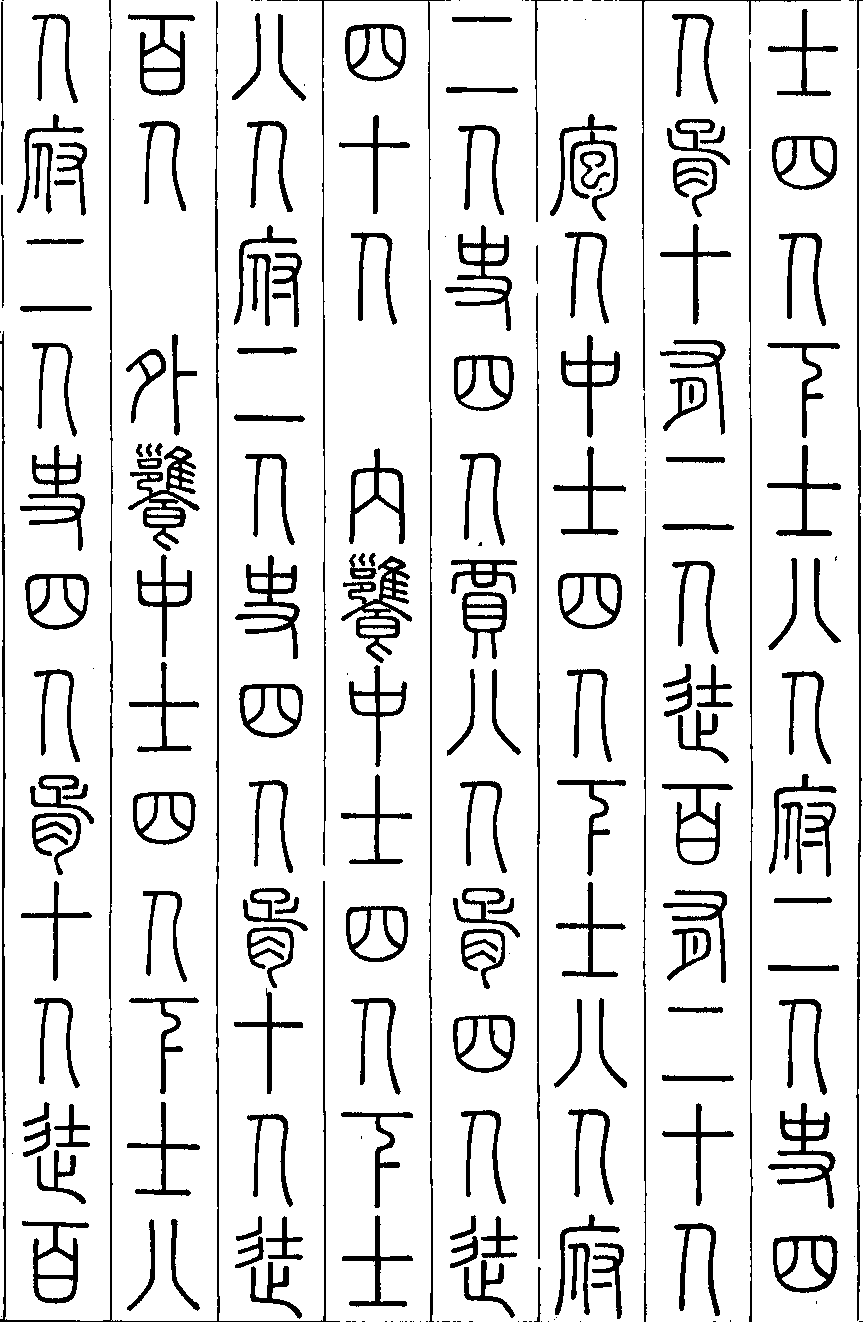 士四人下士八人府二人史四
人胥十有二人徒百有二十人
庖人中士四人下士八人府
二人史四人賈八人胥四人徒
四十人　內饔中士四人下士
八人府二人史四人胥十人徒
百人　外饔中士四人下士八
人府二人史四人胥十人徒百